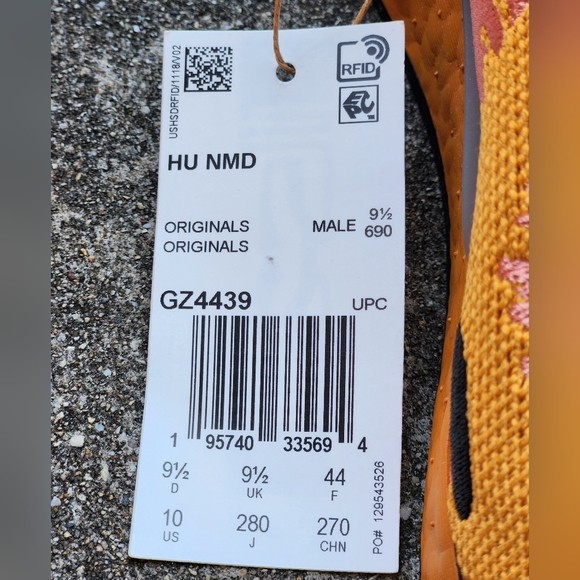 USHSDRFID/1118/V02
RFID
HU NMD
ORIGINALS MALE 9½
ORIGINALS 690
GZ4439 UPC
1 95740 33569 4
9½ 9½ 44
D UK F
10 280 270
US J CHN
PO# 129543526